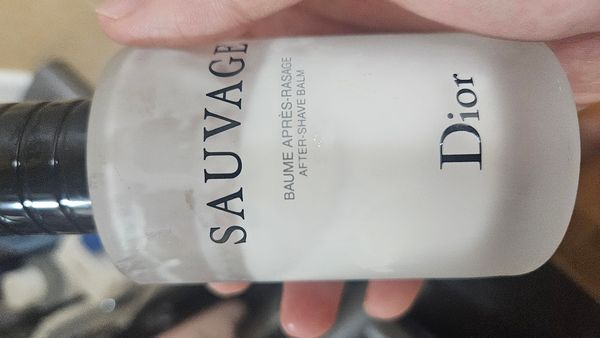 SAUVAGE
BAUME APRÈS-RASAGE
AFTER-SHAVE BALM
Dior